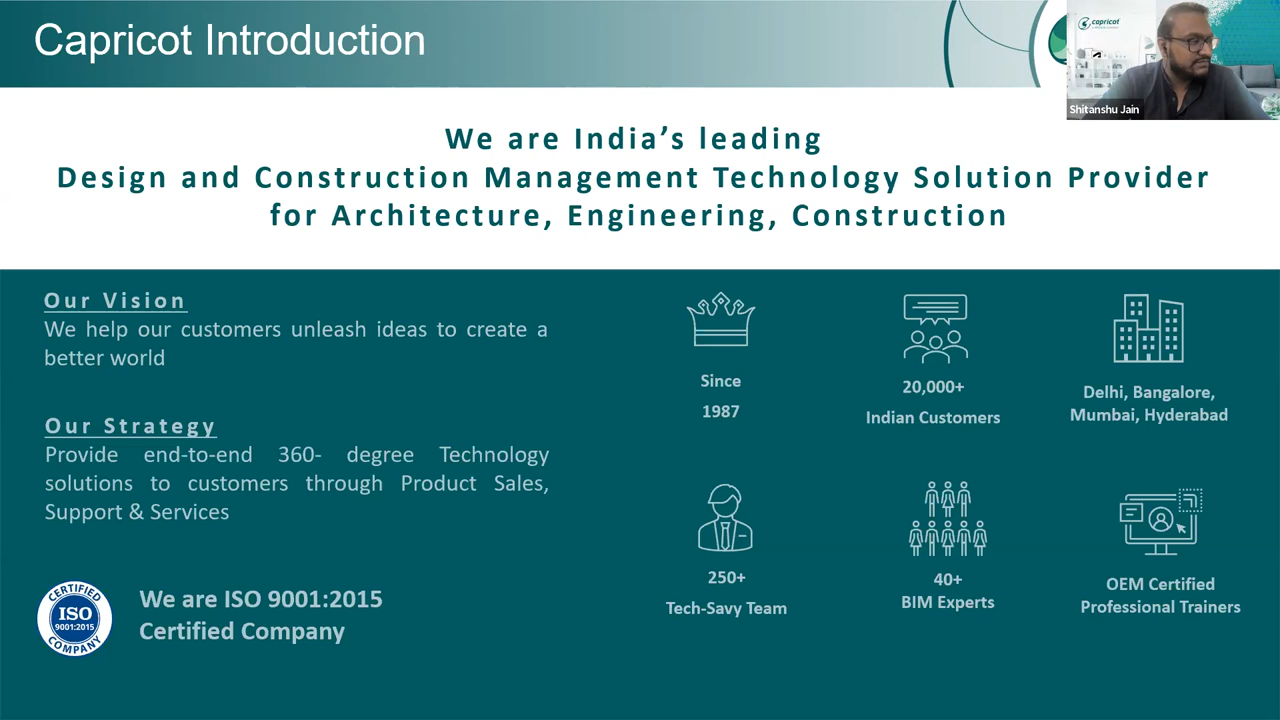 Capricot Introduction
capricot
Shitanshu Jain
We are India's leading
Design and Construction Management Technology Solution Provider
for Architecture, Engineering, Construction
Our Vision
We help our customers unleash ideas to create a
better world
Our Strategy
Provide end-to-end 360- degree Technology
solutions to customers through Product Sales,
Support & Services
CERTIFIED
ISO
9001:2015
COMPANY
We are ISO 9001:2015
Certified Company
Since
1987
20,000+
Indian Customers
Delhi, Bangalore,
Mumbai, Hyderabad
250+
Tech-Savy Team
40+
BIM Experts
OEM Certified
Professional Trainers